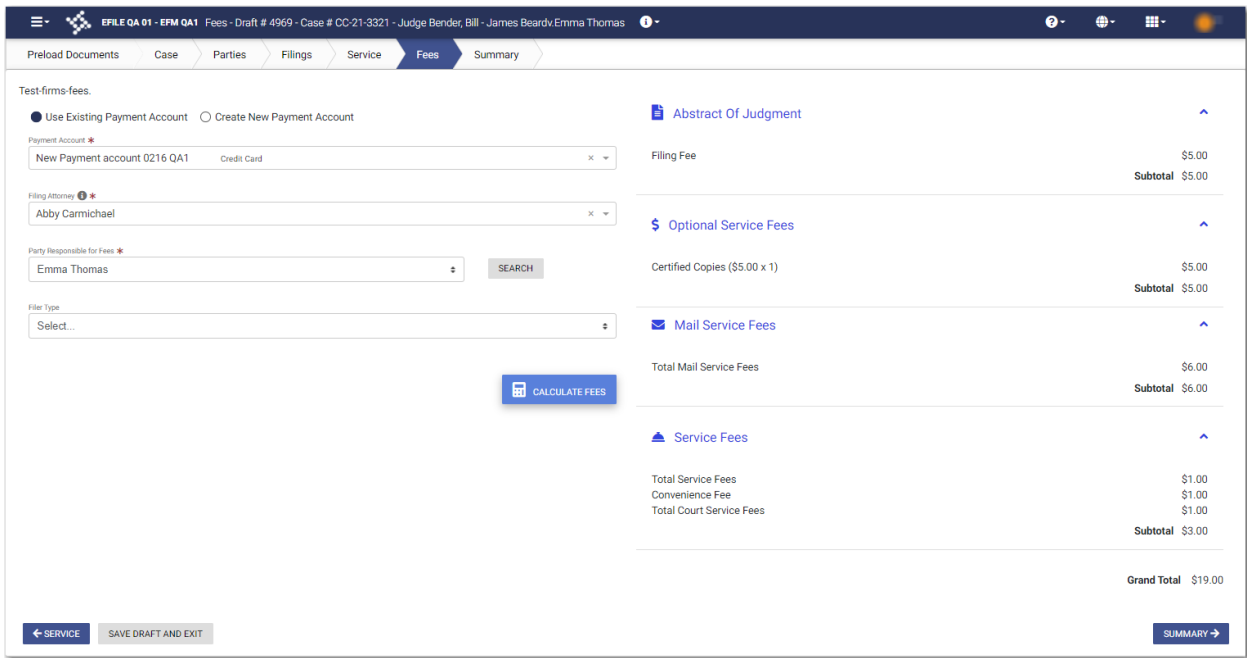 EFILE QA 01 - EFM QA1 Fees - Draft # 4969 - Case # CC-21-3321 - Judge Bender, Bill - James Beardv.Emma Thomas
Preload Documents Case Parties Filings Service Fees Summary
Test-firms-fees.
Use Existing Payment Account Create New Payment Account
Payment Account *
New Payment account 0216 QA1 Credit Card
Filing Attorney *
Abby Carmichael
Party Responsible for Fees *
Emma Thomas
SEARCH
Filer Type
Select...
CALCULATE FEES
Abstract Of Judgment
Filing Fee $5.00
Subtotal $5.00
$ Optional Service Fees
Certified Copies ($5.00 x 1) $5.00
Subtotal $5.00
Mail Service Fees
Total Mail Service Fees $6.00
Subtotal $6.00
Service Fees
Total Service Fees $1.00
Convenience Fee $1.00
Total Court Service Fees $1.00
Subtotal $3.00
Grand Total $19.00
← SERVICE SAVE DRAFT AND EXIT SUMMARY →